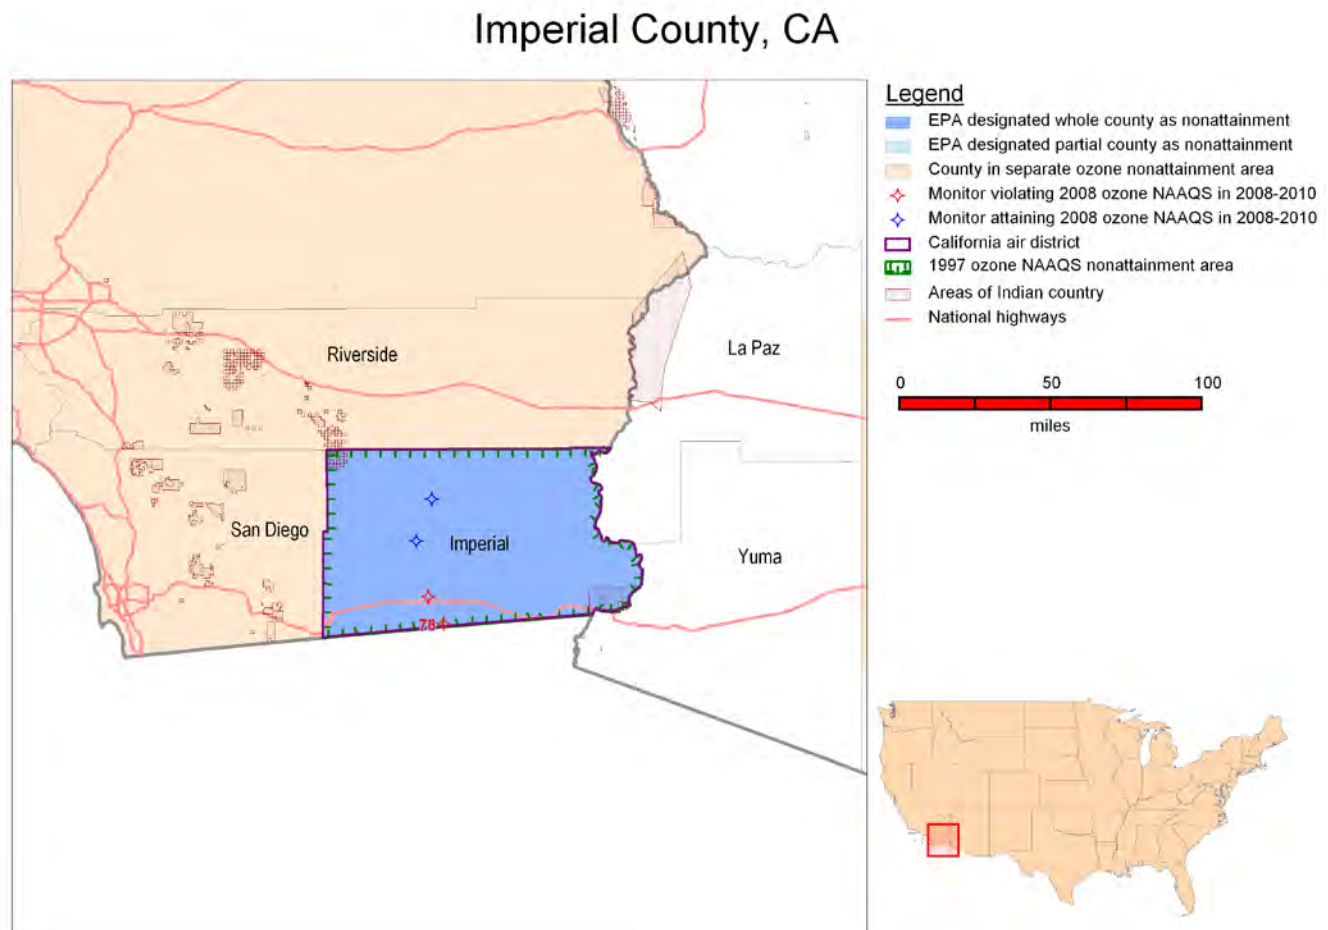 Imperial County, CA
Legend
EPA designated whole county as nonattainment
EPA designated partial county as nonattainment
County in separate ozone nonattainment area
Monitor violating 2008 ozone NAAQS in 2008-2010
Monitor attaining 2008 ozone NAAQS in 2008-2010
California air district
1997 ozone NAAQS nonattainment area
Areas of Indian country
National highways
Riverside
La Paz
0 50 100
miles
San Diego
Imperial
Yuma
78